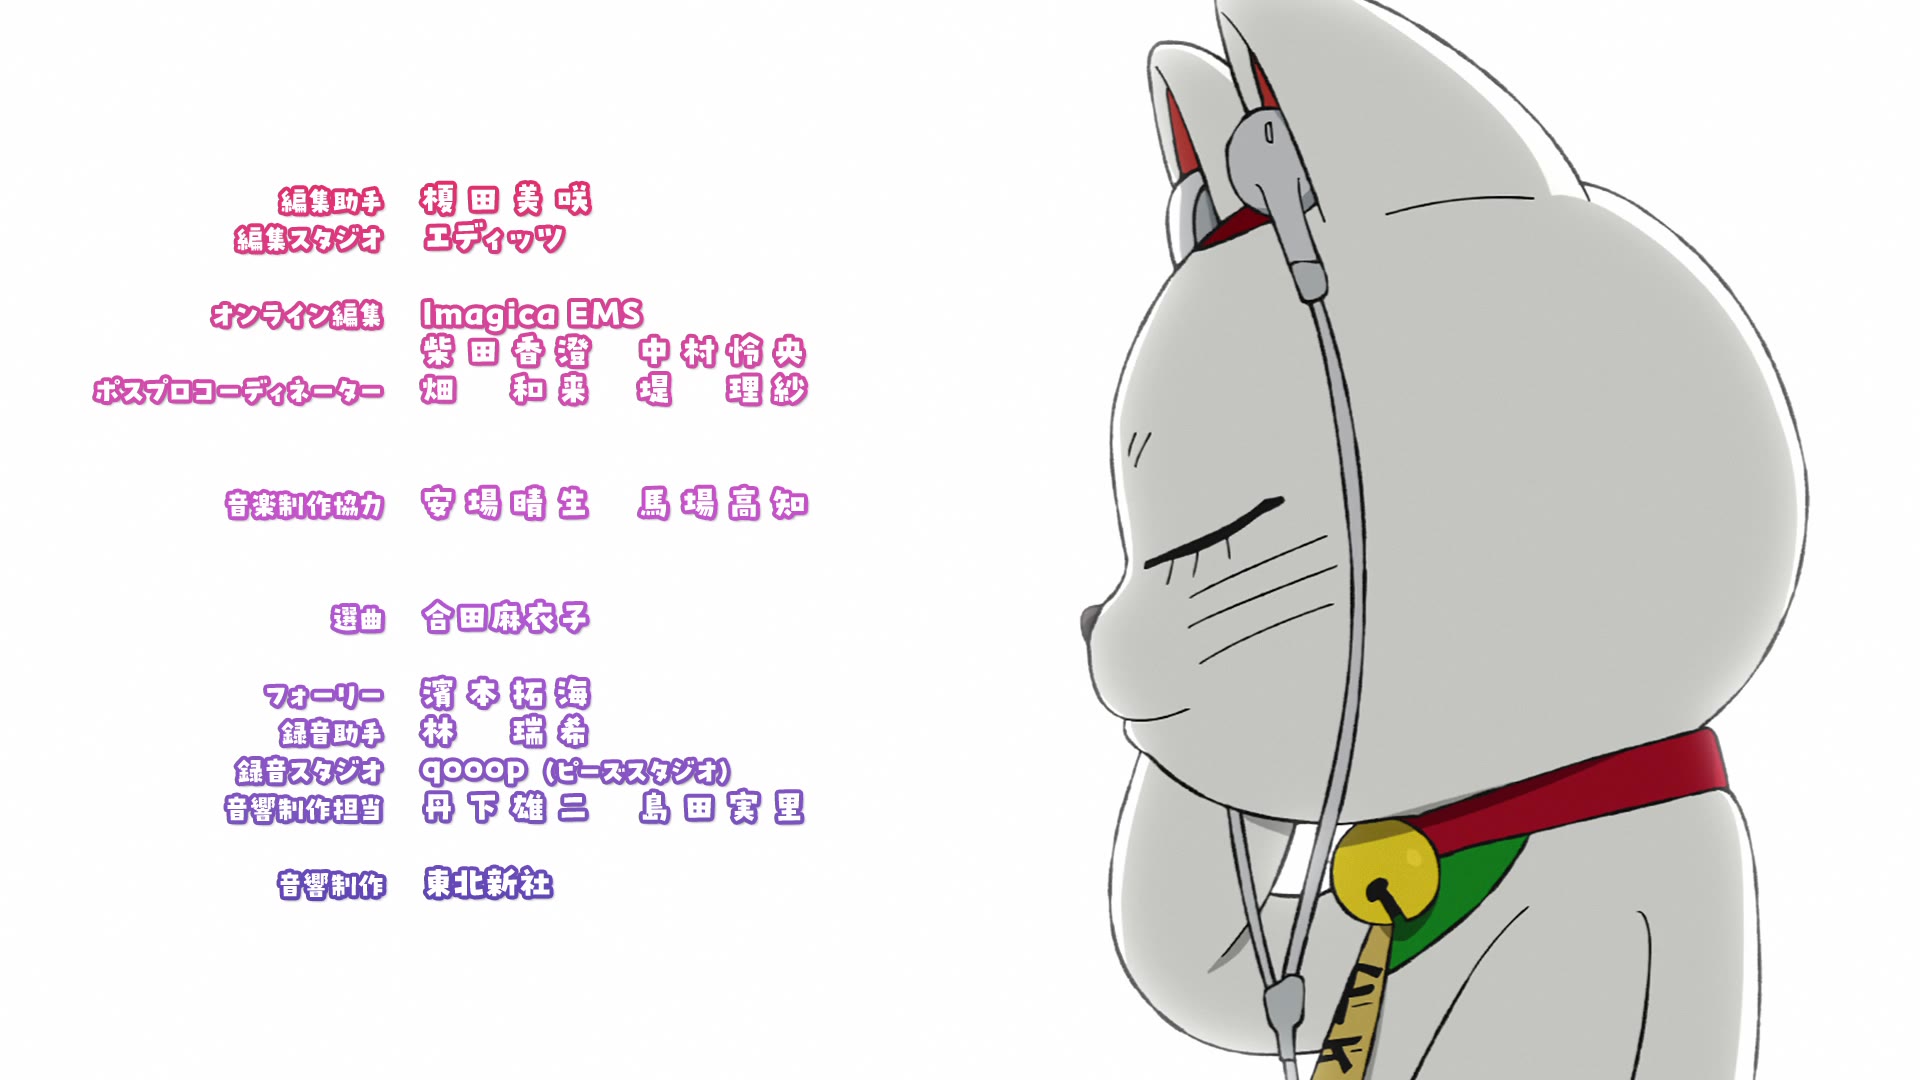 編集助手 榎田美咲
編集スタジオ エディッツ
オンライン編集 Imagica EMS
柴田香澄 中村怜央
ポスプロコーディネーター 畑 和来 堤 理紗
音楽制作協力 安場晴生 馬場高知
選曲 合田麻衣子
フォーリー 濱本拓海
録音助手 林 瑞希
録音スタジオ qooop（ピーズスタジオ）
音響制作担当 丹下雄二 島田実里
音響制作 東北新社